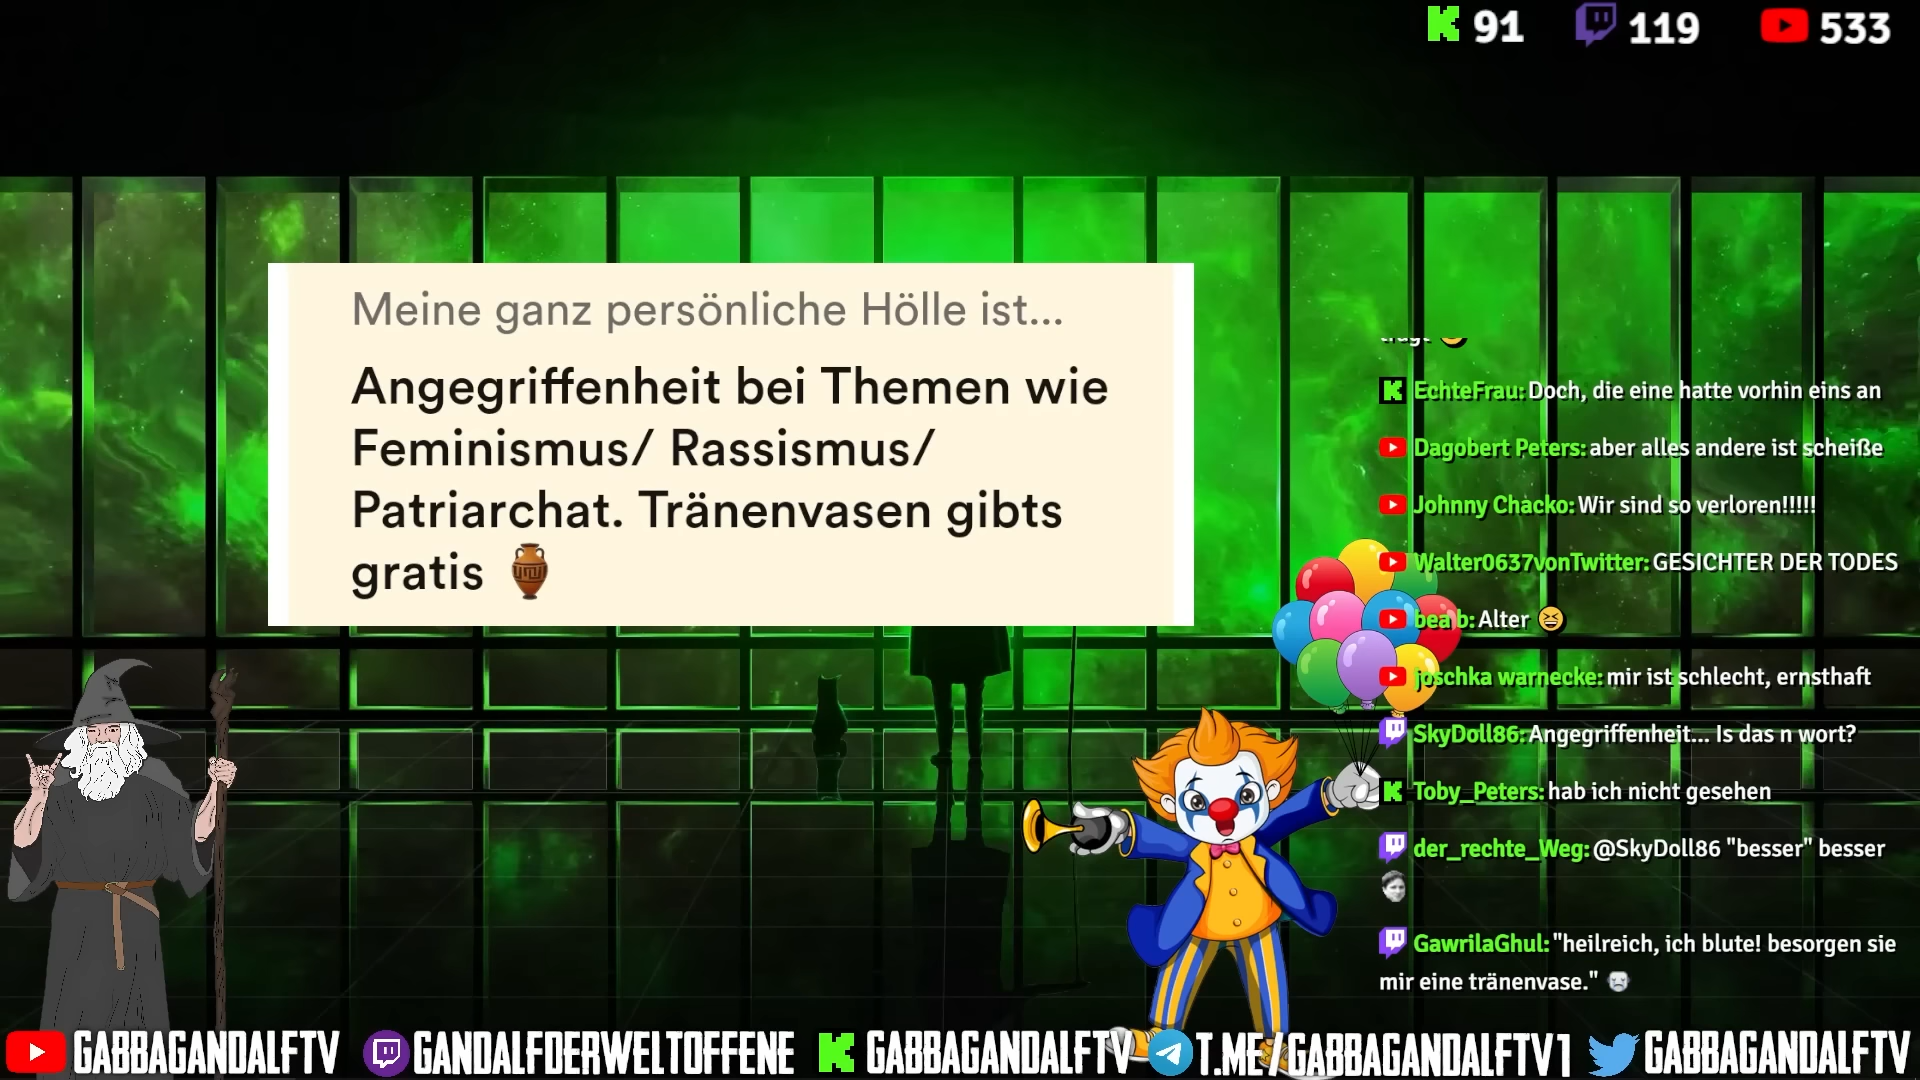 91
119
533
Meine ganz persönliche Hölle ist...
Angegriffenheit bei Themen wie
Feminismus/ Rassismus/
Patriarchat. Tränenvasen gibts
gratis 🏺
trägt 😂
EchteFrau: Doch, die eine hatte vorhin eins an
Dagobert Peters: aber alles andere ist scheiße
Johnny Chacko: Wir sind so verloren!!!!!
Walter0637vonTwitter: GESICHTER DER TODES
bea b: Alter 😆
joschka warnecke: mir ist schlecht, ernsthaft
SkyDoll86: Angegriffenheit... Is das n wort?
Toby_Peters: hab ich nicht gesehen
der_rechte_Weg: @SkyDoll86 "besser" besser
GawrilaGhul: "heilreich, ich blute! besorgen sie
mir eine tränenvase."
GABBAGANDALFTV
GANDALFDERWELTOFFENE
GABBAGANDALFTV
T.ME/GABBAGANDALFTV1
GABBAGANDALFTV